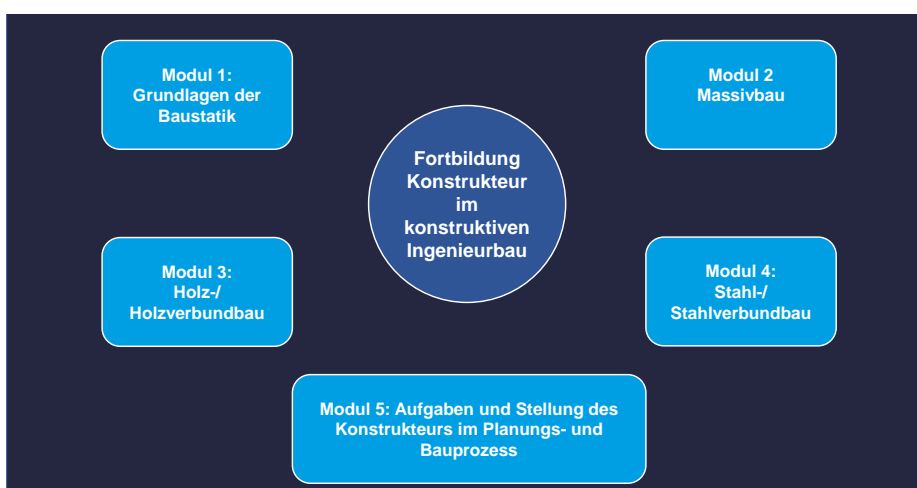 Modul 1:
Grundlagen der
Baustatik
Modul 2
Massivbau
Fortbildung
Konstrukteur
im
konstruktiven
Ingenieurbau
Modul 3:
Holz-/
Holzverbundbau
Modul 4:
Stahl-/
Stahlverbundbau
Modul 5: Aufgaben und Stellung des
Konstrukteurs im Planungs- und
Bauprozess